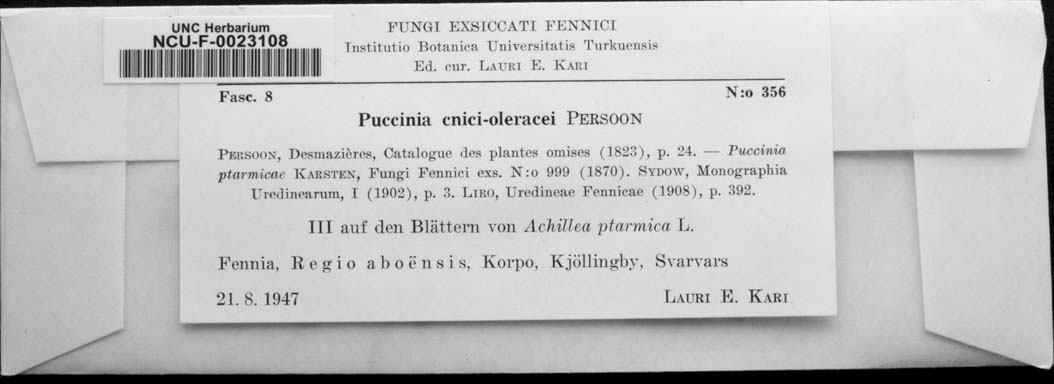 UNC Herbarium
NCU-F-0023108
FUNGI EXSICCATI FENNICI
Institutio Botanica Universitatis Turkuensis
Ed. cur. LAURI E. KARI
Fasc. 8 N:o 356
Puccinia cnici-oleracei PERSOON
PERSOON, Desmazières, Catalogue des plantes omises (1823), p. 24. — Puccinia
ptarmicae KARSTEN, Fungi Fennici exs. N:o 999 (1870). SYDOW, Monographia
Uredinearum, I (1902), p. 3. LIRO, Uredineae Fennicae (1908), p. 392.
III auf den Blättern von Achillea ptarmica L.
Fennia, Regio aboënsis, Korpo, Kjöllingby, Svarvars
21. 8. 1947 LAURI E. KARI